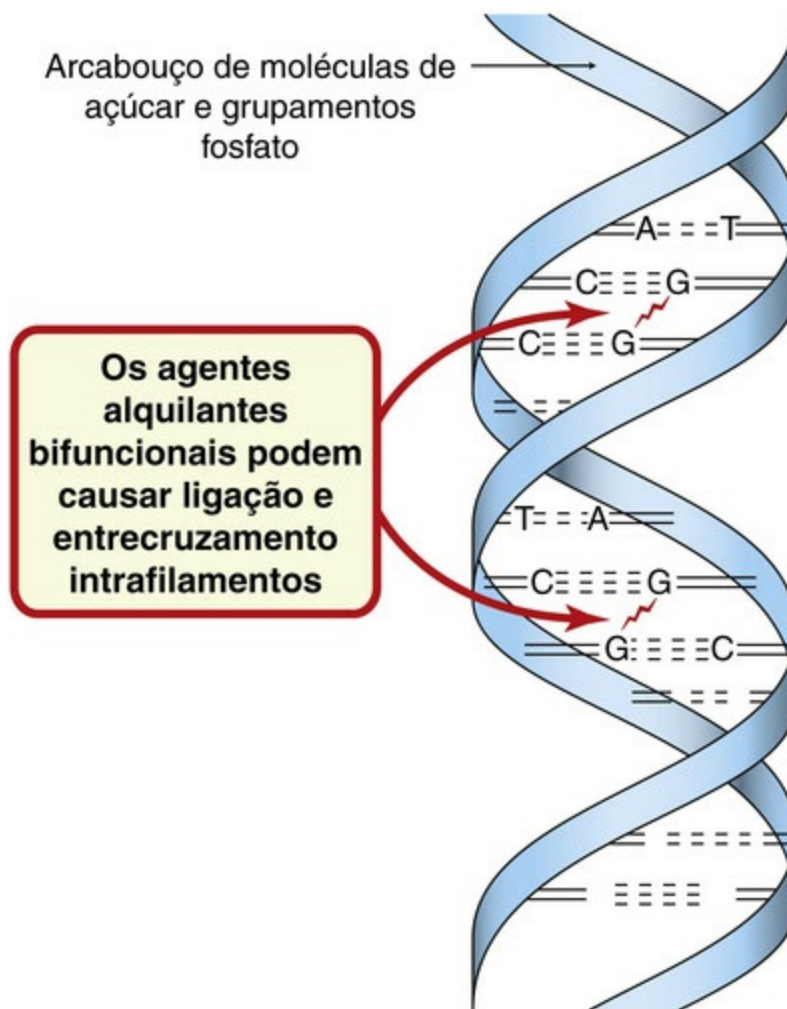 Arcabouço de moléculas de
açúcar e grupamentos
fosfato
A T
C G
C G
Os agentes
alquilantes
bifuncionais podem
causar ligação e
entrecruzamento
intrafilamentos
T A
C G
G C